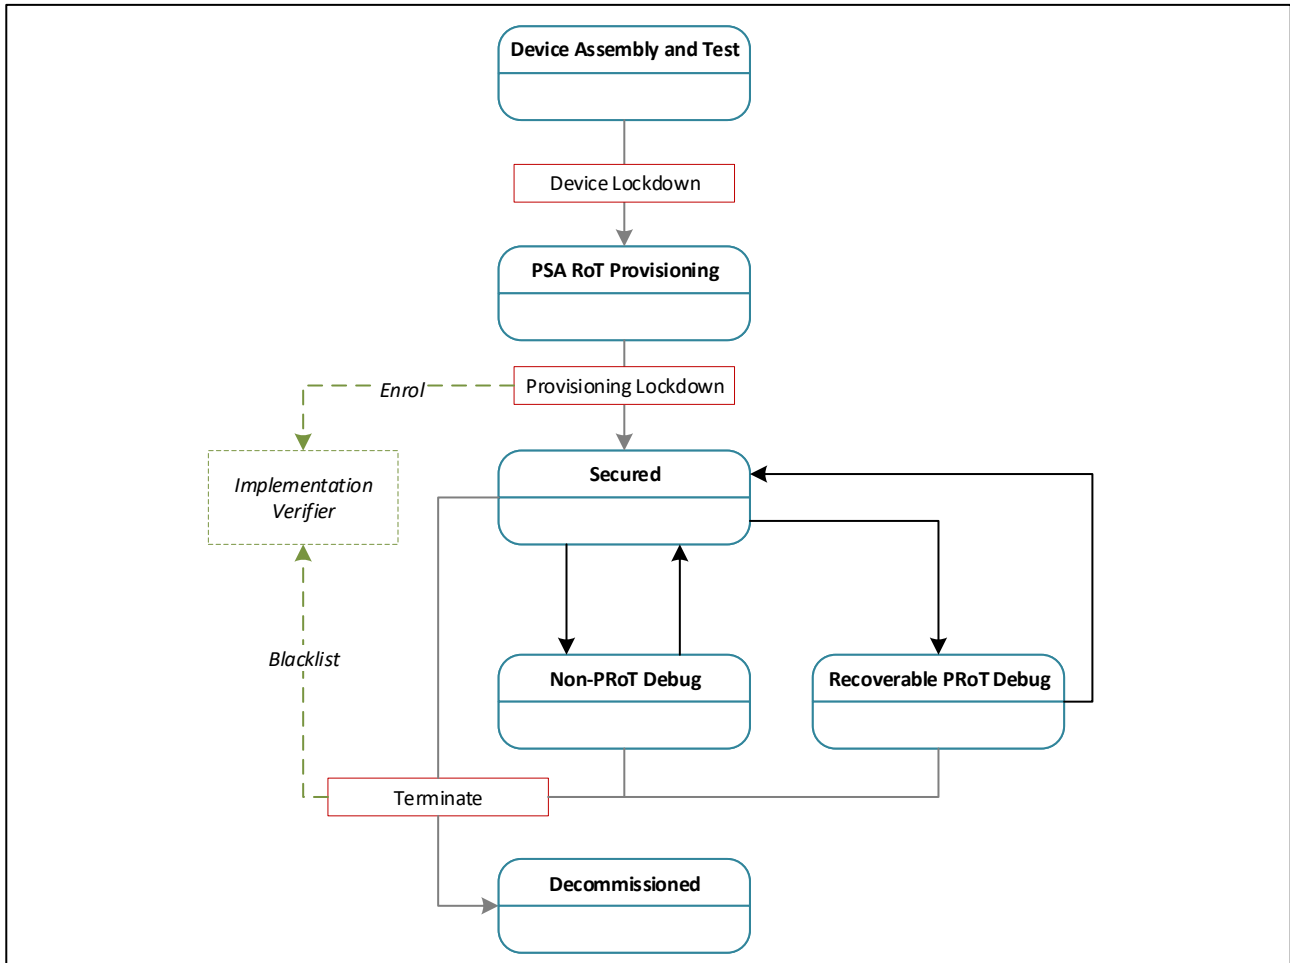 Device Assembly and Test
Device Lockdown
PSA RoT Provisioning
Enrol
Provisioning Lockdown
Secured
Implementation
Verifier
Blacklist
Non-PRoT Debug
Recoverable PRoT Debug
Terminate
Decommissioned